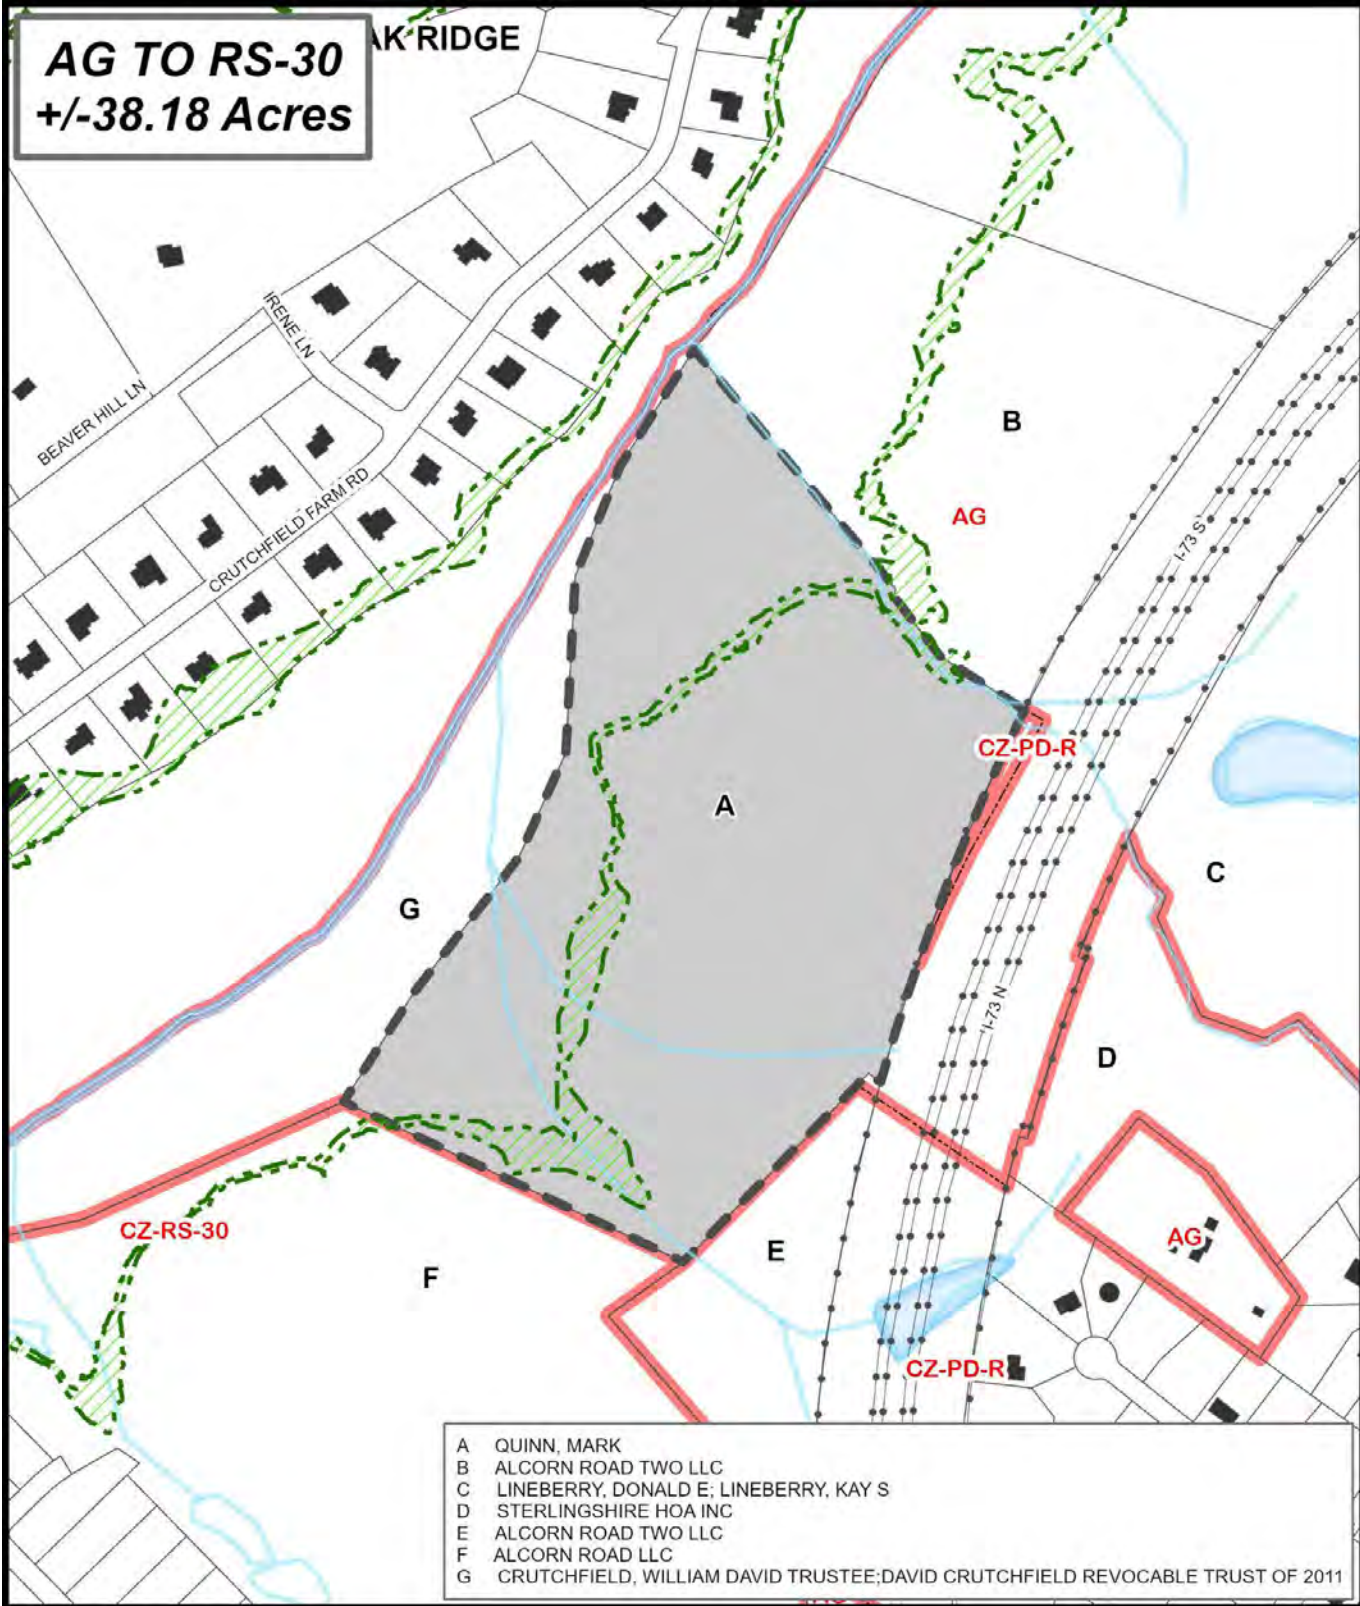 AG TO RS-30
+/-38.18 Acres
AK RIDGE
IRENE LN
BEAVER HILL LN
CRUTCHFIELD FARM RD
B
AG
I-73 S
CZ-PD-R
A
C
G
I-73 N
D
CZ-RS-30
AG
E
F
CZ-PD-R
A QUINN, MARK
B ALCORN ROAD TWO LLC
C LINEBERRY, DONALD E; LINEBERRY, KAY S
D STERLINGSHIRE HOA INC
E ALCORN ROAD TWO LLC
F ALCORN ROAD LLC
G CRUTCHFIELD, WILLIAM DAVID TRUSTEE;DAVID CRUTCHFIELD REVOCABLE TRUST OF 2011